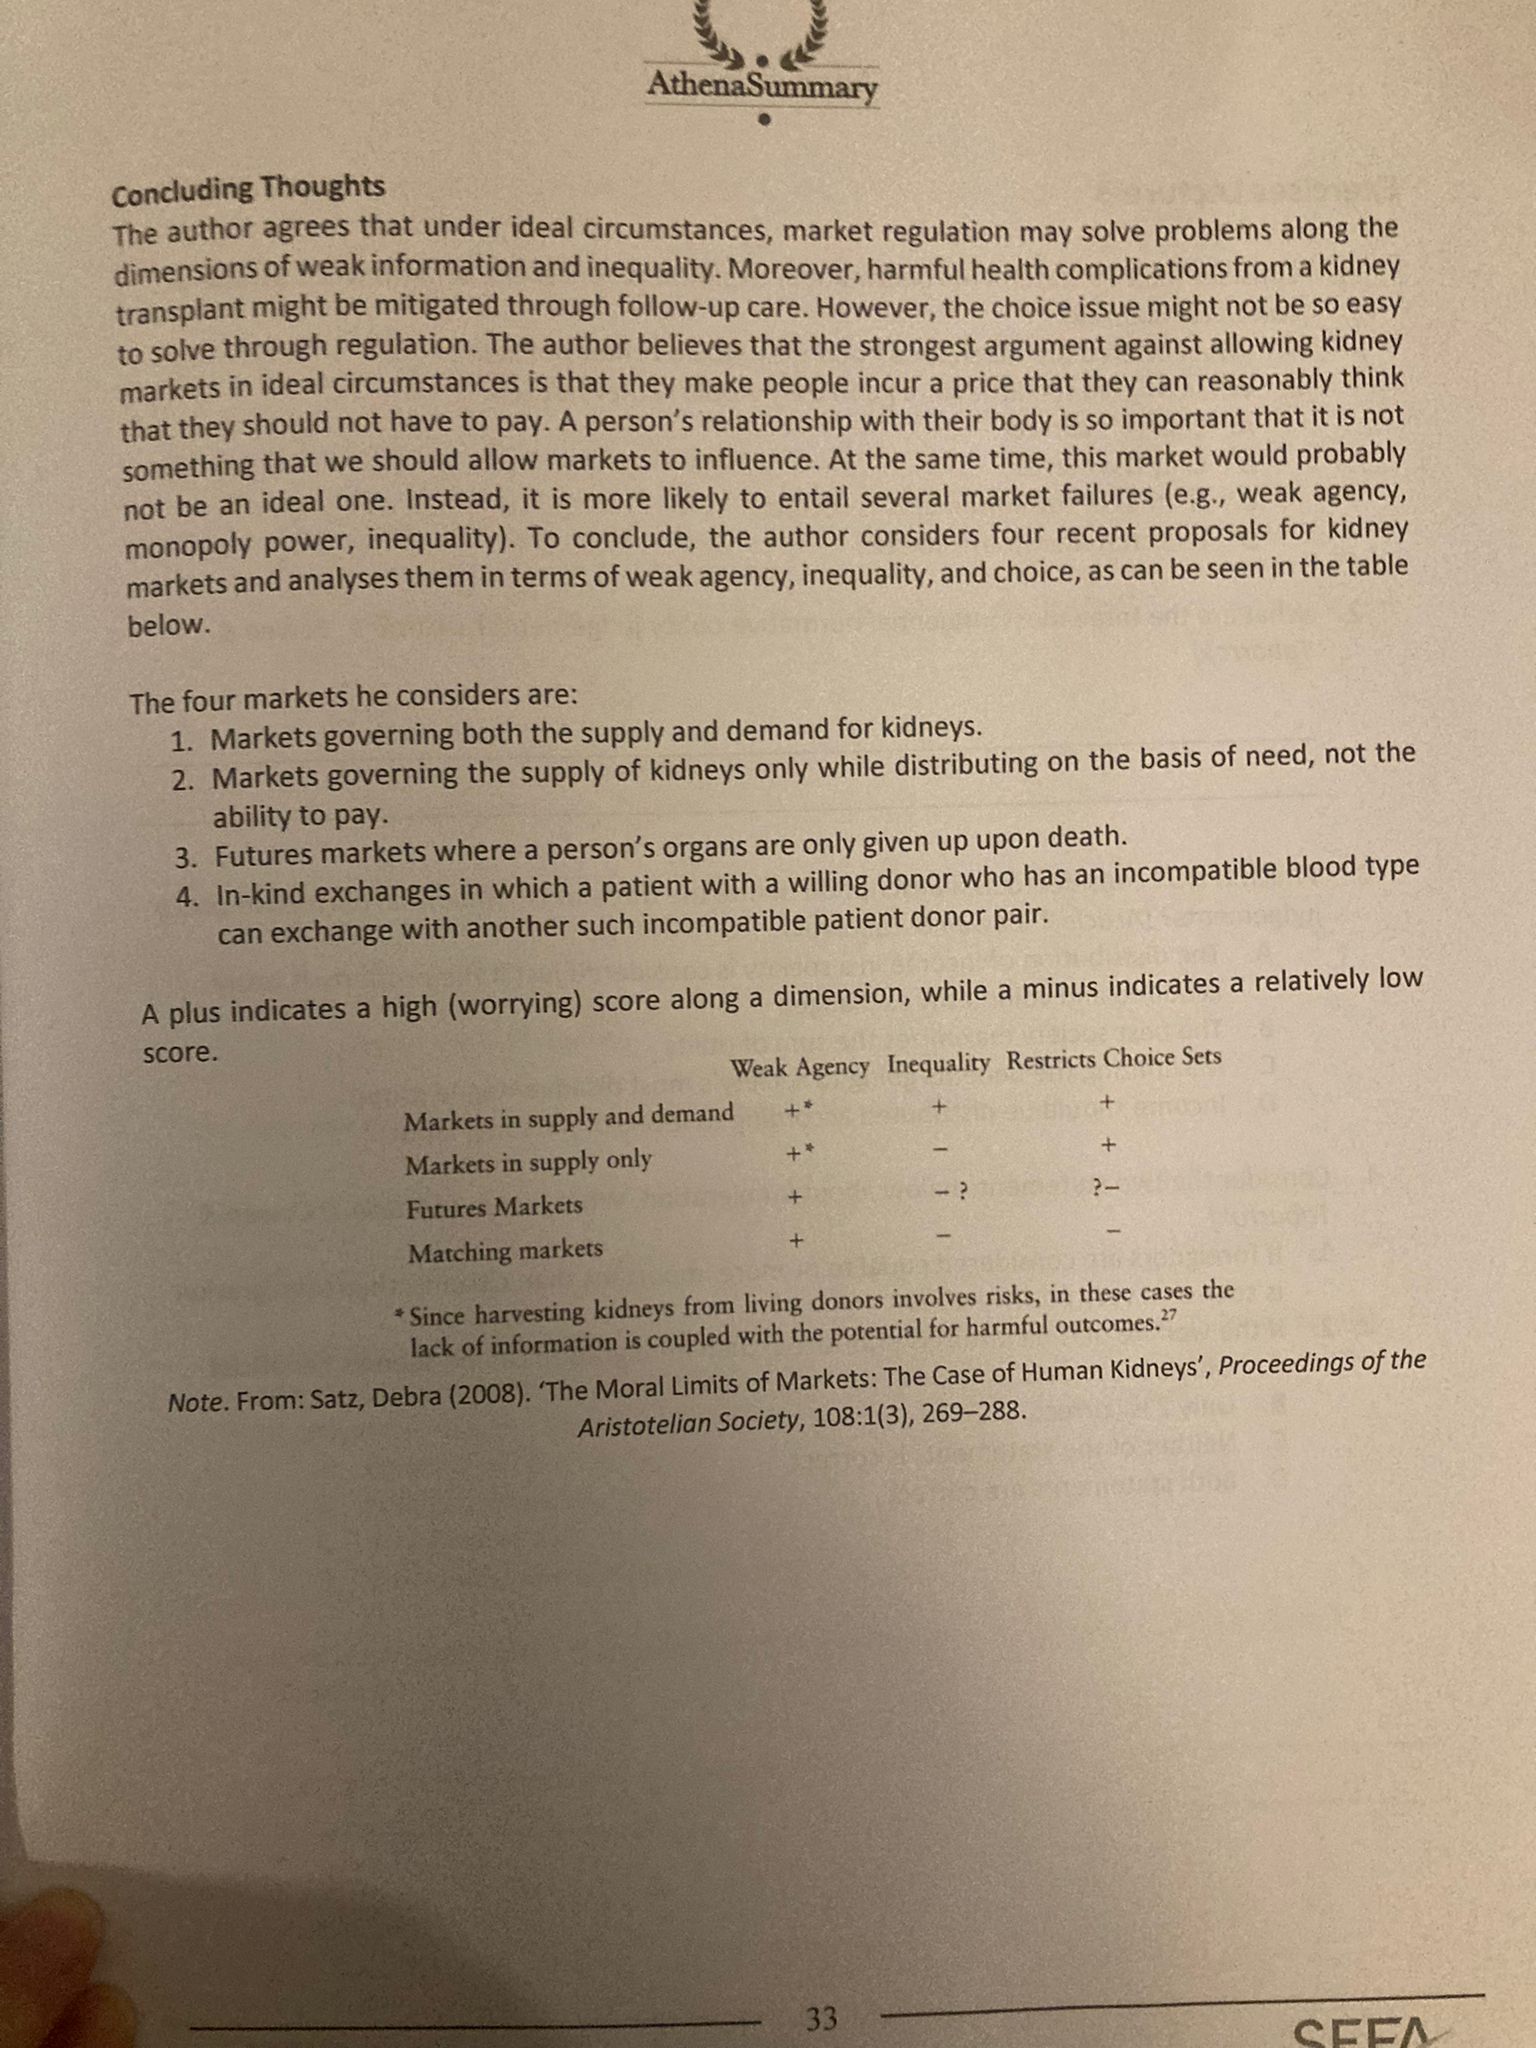 AthenaSummary
Concluding Thoughts
The author agrees that under ideal circumstances, market regulation may solve problems along the
dimensions of weak information and inequality. Moreover, harmful health complications from a kidney
transplant might be mitigated through follow-up care. However, the choice issue might not be so easy
to solve through regulation. The author believes that the strongest argument against allowing kidney
markets in ideal circumstances is that they make people incur a price that they can reasonably think
that they should not have to pay. A person's relationship with their body is so important that it is not
something that we should allow markets to influence. At the same time, this market would probably
not be an ideal one. Instead, it is more likely to entail several market failures (e.g., weak agency,
monopoly power, inequality). To conclude, the author considers four recent proposals for kidney
markets and analyses them in terms of weak agency, inequality, and choice, as can be seen in the table
below.
The four markets he considers are:
1. Markets governing both the supply and demand for kidneys.
2. Markets governing the supply of kidneys only while distributing on the basis of need, not the
ability to pay.
3. Futures markets where a person's organs are only given up upon death.
4. In-kind exchanges in which a patient with a willing donor who has an incompatible blood type
can exchange with another such incompatible patient donor pair.
A plus indicates a high (worrying) score along a dimension, while a minus indicates a relatively low
score.
Weak Agency Inequality Restricts Choice Sets
Markets in supply and demand +* + +
Markets in supply only +* – +
Futures Markets + – ? ?–
Matching markets + – –
* Since harvesting kidneys from living donors involves risks, in these cases the
lack of information is coupled with the potential for harmful outcomes.27
Note. From: Satz, Debra (2008). ‘The Moral Limits of Markets: The Case of Human Kidneys’, Proceedings of the
Aristotelian Society, 108:1(3), 269–288.
33